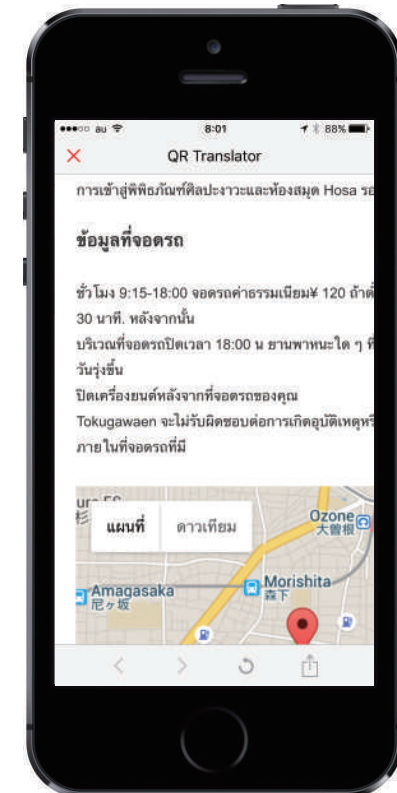 au 8:01 88%
QR Translator
การเข้าสู่พิพิธภัณฑ์ศิลปะงาวะและห้องสมุด Hosa
ข้อมูลที่จอดรถ
ชั่วโมง 9:15-18:00 จอดรถค่าธรรมเนียม¥ 120
30 นาที. หลังจากนั้น
บริเวณที่จอดรถปิดเวลา 18:00 น ยานพาหนะใด ๆ
วันรุ่งขึ้น
ปิดเครื่องยนต์หลังจากที่จอดรถของคุณ
Tokugawaen จะไม่รับผิดชอบต่อการเกิดอุบัติเหตุ
ภายในที่จอดรถที่มี
แผนที่ ดาวเทียม
Ozone
大曽根
Morishita
森下
Amagasaka
尼ヶ坂